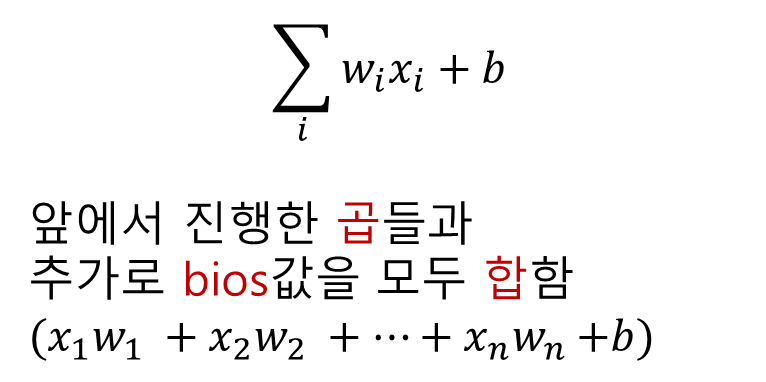 ∑ᵢ wᵢxᵢ + b
앞에서 진행한 곱들과
추가로 bios값을 모두 합함
(x₁w₁ + x₂w₂ + ⋯ + xₙwₙ +b)